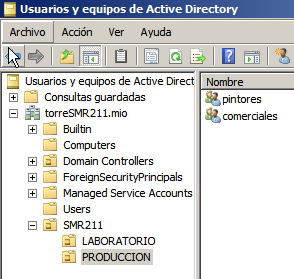 Usuarios y equipos de Active Directory
Archivo Acción Ver Ayuda
Usuarios y equipos de Active Direct
Consultas guardadas
torreSMR211.mio
Builtin
Computers
Domain Controllers
ForeignSecurityPrincipals
Managed Service Accounts
Users
SMR211
LABORATORIO
PRODUCCION
Nombre
pintores
comerciales